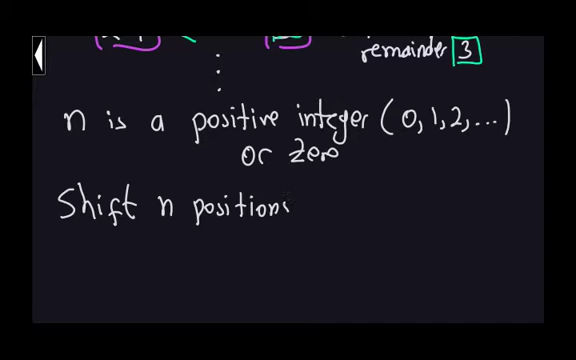 remainder 3
n is a positive integer (0, 1, 2, ...)
or zero
Shift n positions